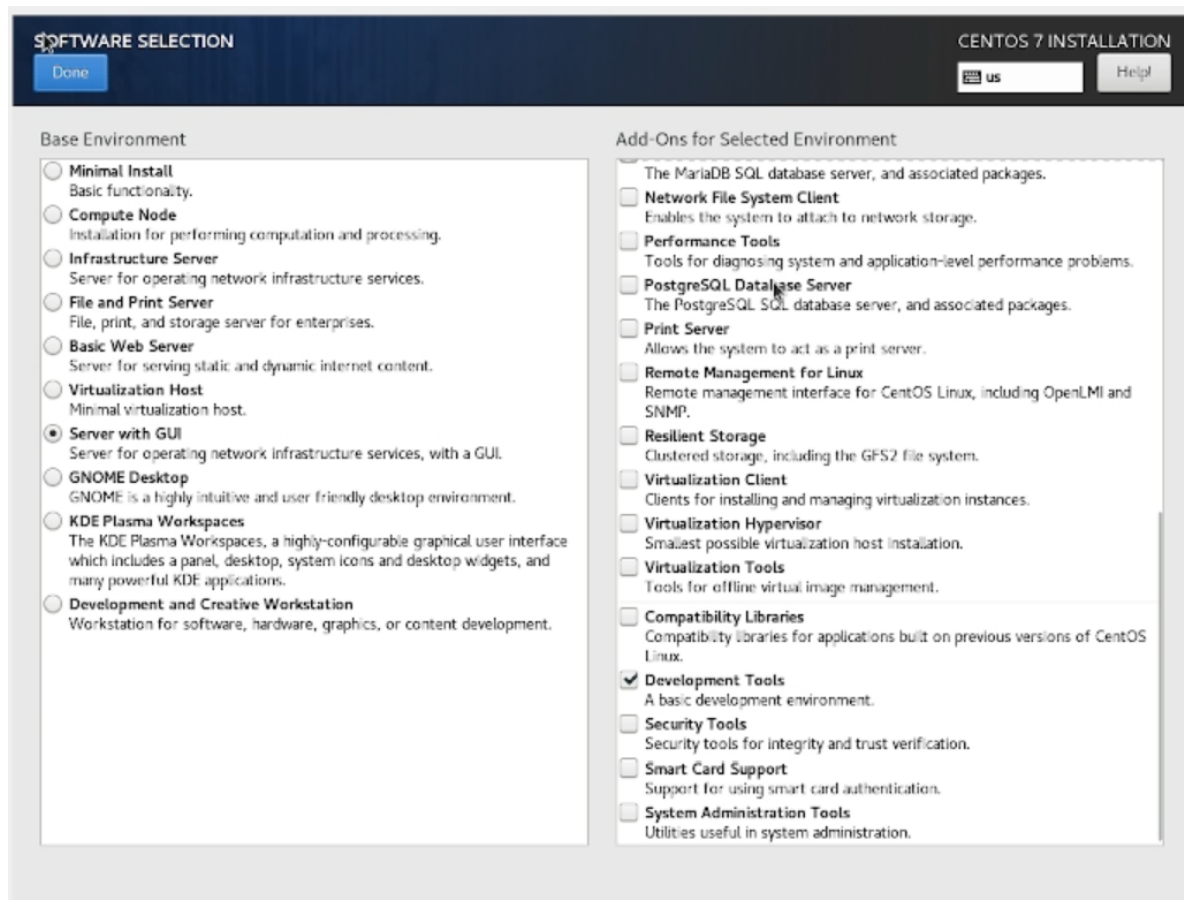 SOFTWARE SELECTION
Done
CENTOS 7 INSTALLATION
us
Help!
Base Environment
Minimal Install
Basic functionality.
Compute Node
Installation for performing computation and processing.
Infrastructure Server
Server for operating network infrastructure services.
File and Print Server
File, print, and storage server for enterprises.
Basic Web Server
Server for serving static and dynamic internet content.
Virtualization Host
Minimal virtualization host.
Server with GUI
Server for operating network infrastructure services, with a GUI.
GNOME Desktop
GNOME is a highly intuitive and user friendly desktop environment.
KDE Plasma Workspaces
The KDE Plasma Workspaces, a highly-configurable graphical user interface
which includes a panel, desktop, system icons and desktop widgets, and
many powerful KDE applications.
Development and Creative Workstation
Workstation for software, hardware, graphics, or content development.
Add-Ons for Selected Environment
The MariaDB SQL database server, and associated packages.
Network File System Client
Enables the system to attach to network storage.
Performance Tools
Tools for diagnosing system and application-level performance problems.
PostgreSQL Database Server
The PostgreSQL SQL database server, and associated packages.
Print Server
Allows the system to act as a print server.
Remote Management for Linux
Remote management interface for CentOS Linux, including OpenLMI and
SNMP.
Resilient Storage
Clustered storage, including the GFS2 file system.
Virtualization Client
Clients for installing and managing virtualization instances.
Virtualization Hypervisor
Smallest possible virtualization host installation.
Virtualization Tools
Tools for offline virtual image management.
Compatibility Libraries
Compatibility libraries for applications built on previous versions of CentOS
Linux.
Development Tools
A basic development environment.
Security Tools
Security tools for integrity and trust verification.
Smart Card Support
Support for using smart card authentication.
System Administration Tools
Utilities useful in system administration.